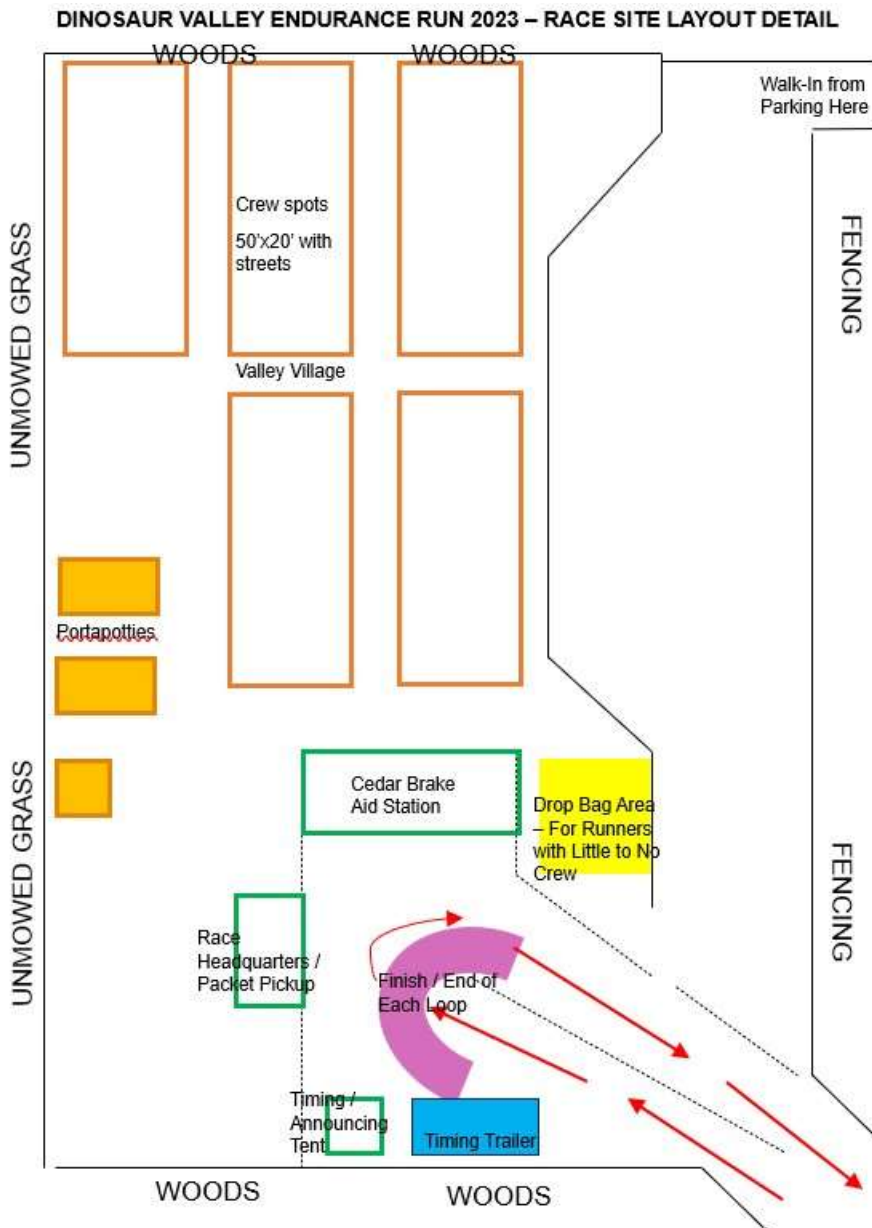 DINOSAUR VALLEY ENDURANCE RUN 2023 – RACE SITE LAYOUT DETAIL
WOODS
WOODS
Walk-In from
Parking Here
Crew spots
50'x20' with
streets
UNMOWED GRASS
FENCING
Valley Village
Portapotties
Cedar Brake
Aid Station
Drop Bag Area
– For Runners
with Little to No
Crew
UNMOWED GRASS
FENCING
Race
Headquarters /
Packet Pickup
Finish / End of
Each Loop
Timing /
Announcing
Tent
Timing Trailer
WOODS
WOODS